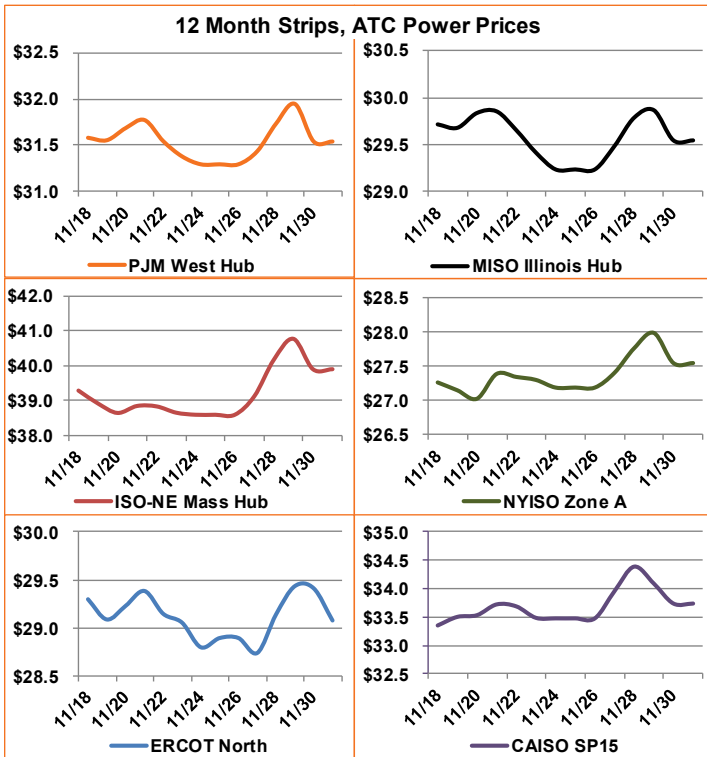 12 Month Strips, ATC Power Prices
$32.5
$32.0
$31.5
$31.0
11/18 11/20 11/22 11/24 11/26 11/28 11/30
PJM West Hub
$30.5
$30.0
$29.5
$29.0
11/18 11/20 11/22 11/24 11/26 11/28 11/30
MISO Illinois Hub
$42.0
$41.0
$40.0
$39.0
$38.0
11/18 11/20 11/22 11/24 11/26 11/28 11/30
ISO-NE Mass Hub
$28.5
$28.0
$27.5
$27.0
$26.5
11/18 11/20 11/22 11/24 11/26 11/28 11/30
NYISO Zone A
$30.0
$29.5
$29.0
$28.5
11/18 11/20 11/22 11/24 11/26 11/28 11/30
ERCOT North
$35.0
$34.5
$34.0
$33.5
$33.0
$32.5
11/18 11/20 11/22 11/24 11/26 11/28 11/30
CAISO SP15